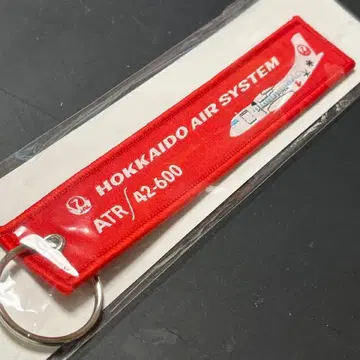 HOKKAIDO AIR SYSTEM
ATR 42-600